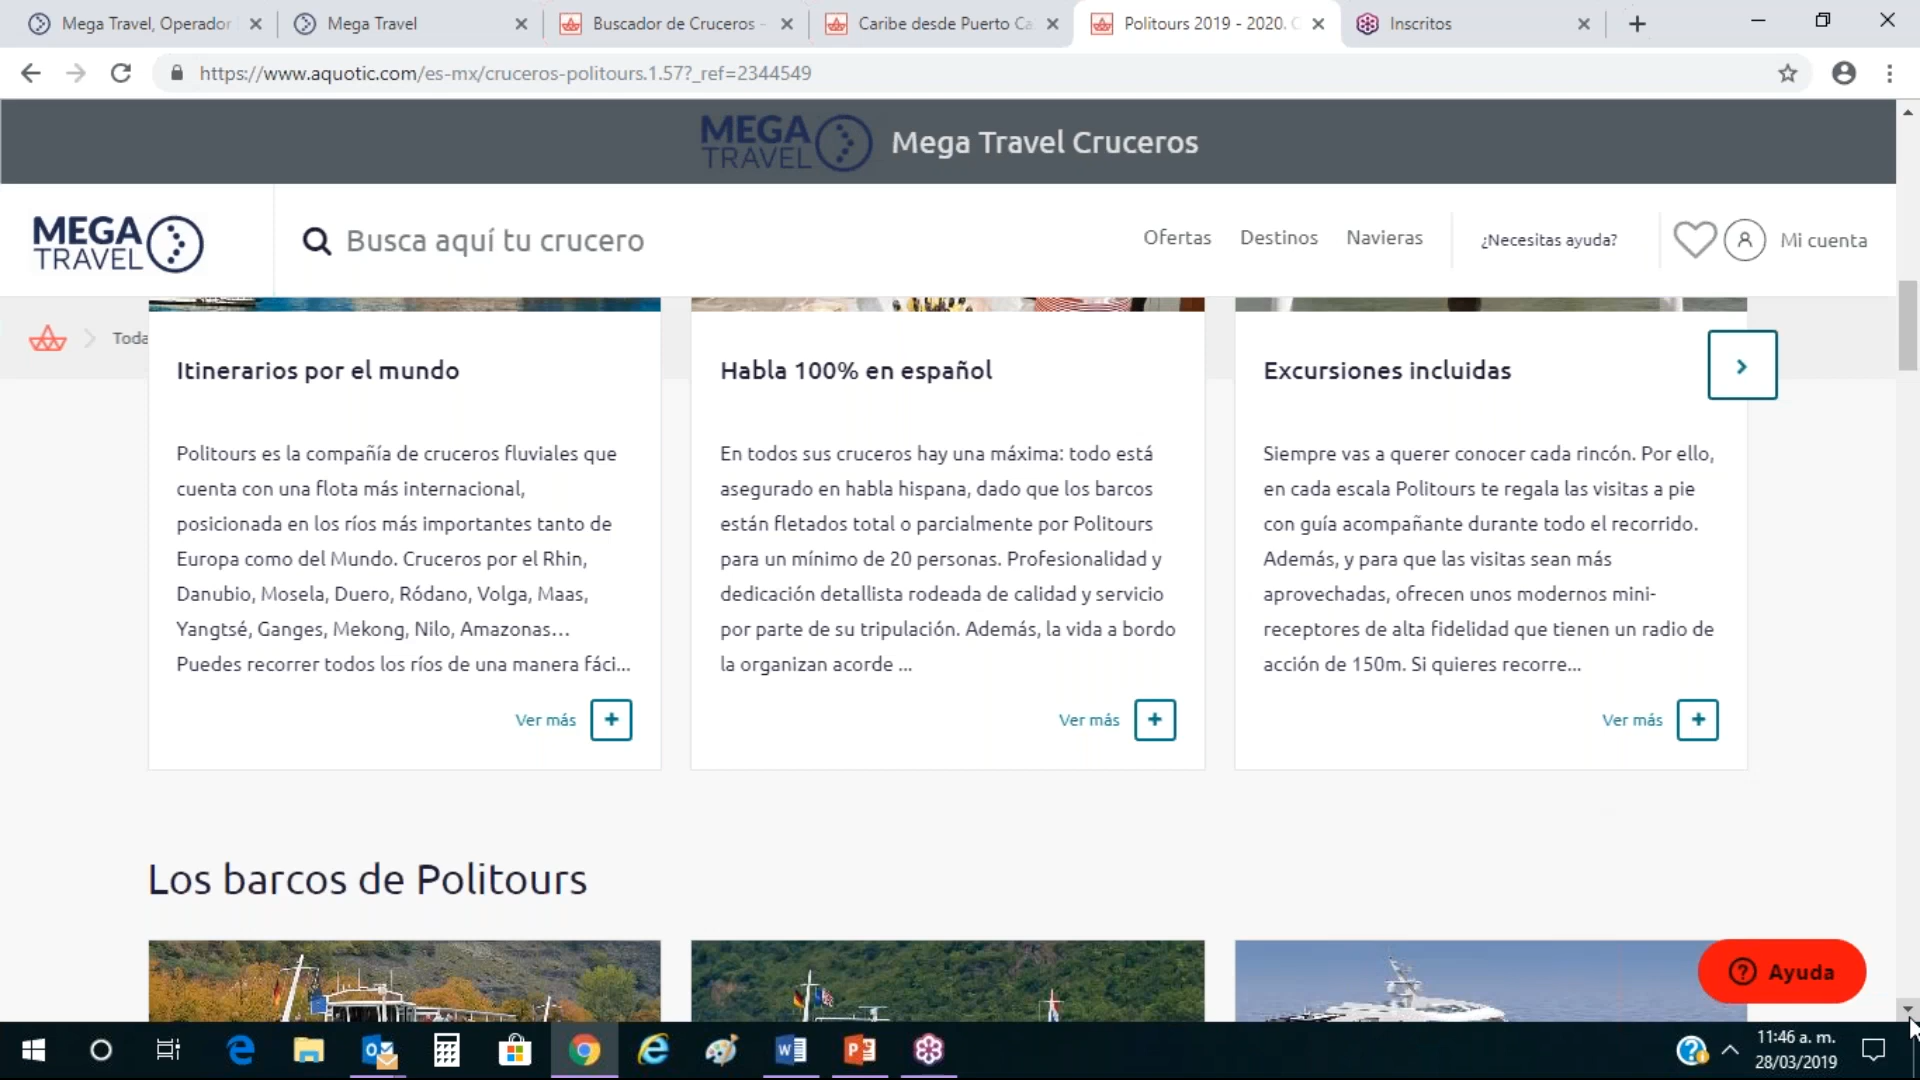 Mega Travel, Operador
Mega Travel
Buscador de Cruceros -
Caribe desde Puerto Ca
Politours 2019 - 2020. C
Inscritos
https://www.aquotic.com/es-mx/cruceros-politours.1.57?_ref=2344549
MEGA TRAVEL
Mega Travel Cruceros
MEGA TRAVEL
Busca aquí tu crucero
Ofertas
Destinos
Navieras
¿Necesitas ayuda?
Mi cuenta
Toda
Itinerarios por el mundo
Politours es la compañía de cruceros fluviales que
cuenta con una flota más internacional,
posicionada en los ríos más importantes tanto de
Europa como del Mundo. Cruceros por el Rhin,
Danubio, Mosela, Duero, Ródano, Volga, Maas,
Yangtsé, Ganges, Mekong, Nilo, Amazonas…
Puedes recorrer todos los ríos de una manera fáci...
Ver más
Habla 100% en español
En todos sus cruceros hay una máxima: todo está
asegurado en habla hispana, dado que los barcos
están fletados total o parcialmente por Politours
para un mínimo de 20 personas. Profesionalidad y
dedicación detallista rodeada de calidad y servicio
por parte de su tripulación. Además, la vida a bordo
la organizan acorde ...
Ver más
Excursiones incluidas
Siempre vas a querer conocer cada rincón. Por ello,
en cada escala Politours te regala las visitas a pie
con guía acompañante durante todo el recorrido.
Además, y para que las visitas sean más
aprovechadas, ofrecen unos modernos mini-
receptores de alta fidelidad que tienen un radio de
acción de 150m. Si quieres recorre...
Ver más
Los barcos de Politours
Ayuda
11:46 a. m.
28/03/2019